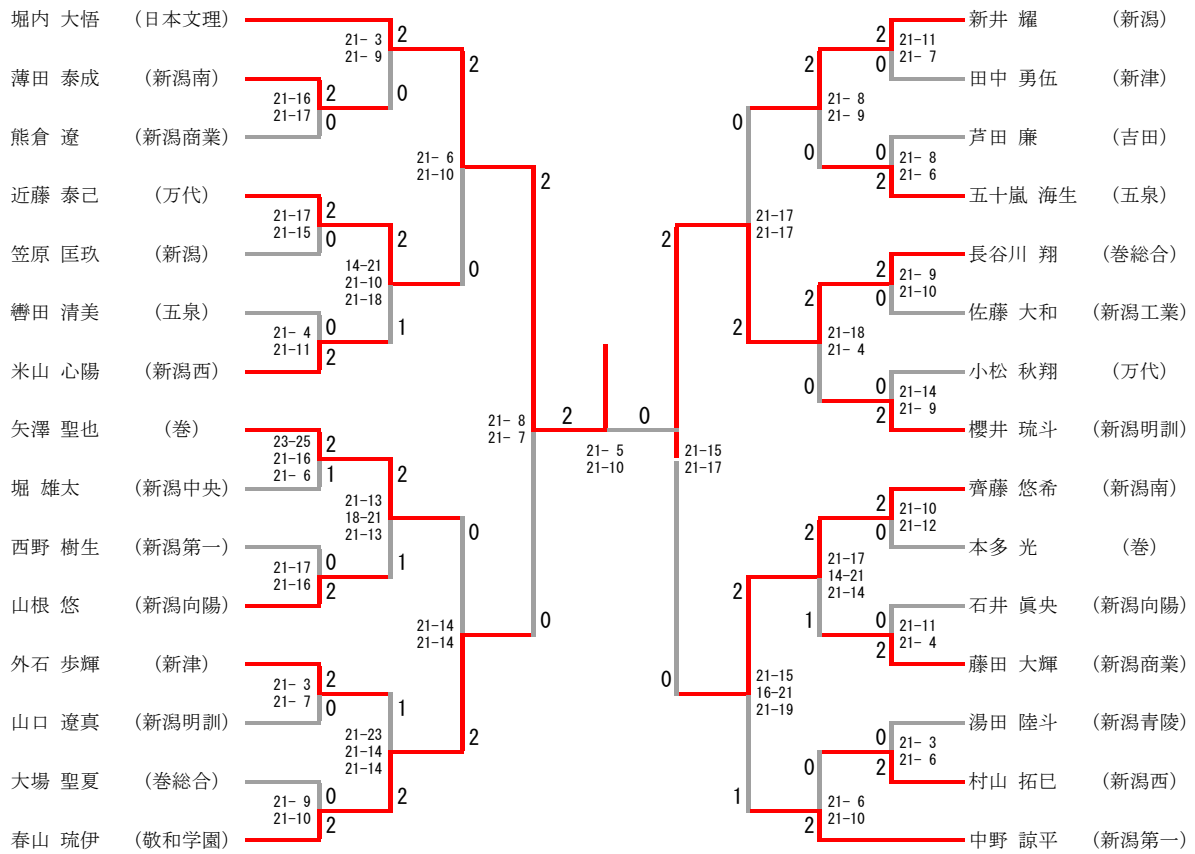 堀内 大悟 (日本文理)
薄田 泰成 (新潟南)
熊倉 遼 (新潟商業)
近藤 泰己 (万代)
笠原 匡玖 (新潟)
轡田 清美 (五泉)
米山 心陽 (新潟西)
矢澤 聖也 (巻)
堀 雄太 (新潟中央)
西野 樹生 (新潟第一)
山根 悠 (新潟向陽)
外石 歩輝 (新津)
山口 遼真 (新潟明訓)
大場 聖夏 (巻総合)
春山 琉伊 (敬和学園)
21-16 2
21-17 0
21-17 2
21-15 0
21- 4 0
21-11 2
23-25 2
21-16
21- 6 1
21-17 0
21-16 2
21- 3 2
21- 7 0
21- 9 0
21-10 2
21- 3 2
21- 9 0
14-21 2
21-10
21-18 1
21-13 2
18-21
21-13 1
21-23 1
21-14
21-14 2
21- 6 2
21-10 0
21-14 0
21-14 2
21- 8 2
21- 7 0
2 0
21- 5
21-10
21-15 2
21-17 0
21-17 0
21-17 2
21-15 2
16-21
21-19 1
21- 8 2
21- 9 0
21-18 2
21- 4 0
21-17 2
14-21
21-14 1
21- 6 0
21-10 2
21-11 2
21- 7 0
21- 8 0
21- 6 2
21- 9 2
21-10 0
21-14 0
21- 9 2
21-10 2
21-12 0
21-11 0
21- 4 2
21- 3 0
21- 6 2
新井 耀 (新潟)
田中 勇伍 (新津)
芦田 廉 (吉田)
五十嵐 海生 (五泉)
長谷川 翔 (巻総合)
佐藤 大和 (新潟工業)
小松 秋翔 (万代)
櫻井 琉斗 (新潟明訓)
齊藤 悠希 (新潟南)
本多 光 (巻)
石井 眞央 (新潟向陽)
藤田 大輝 (新潟商業)
湯田 陸斗 (新潟青陵)
村山 拓巳 (新潟西)
中野 諒平 (新潟第一)